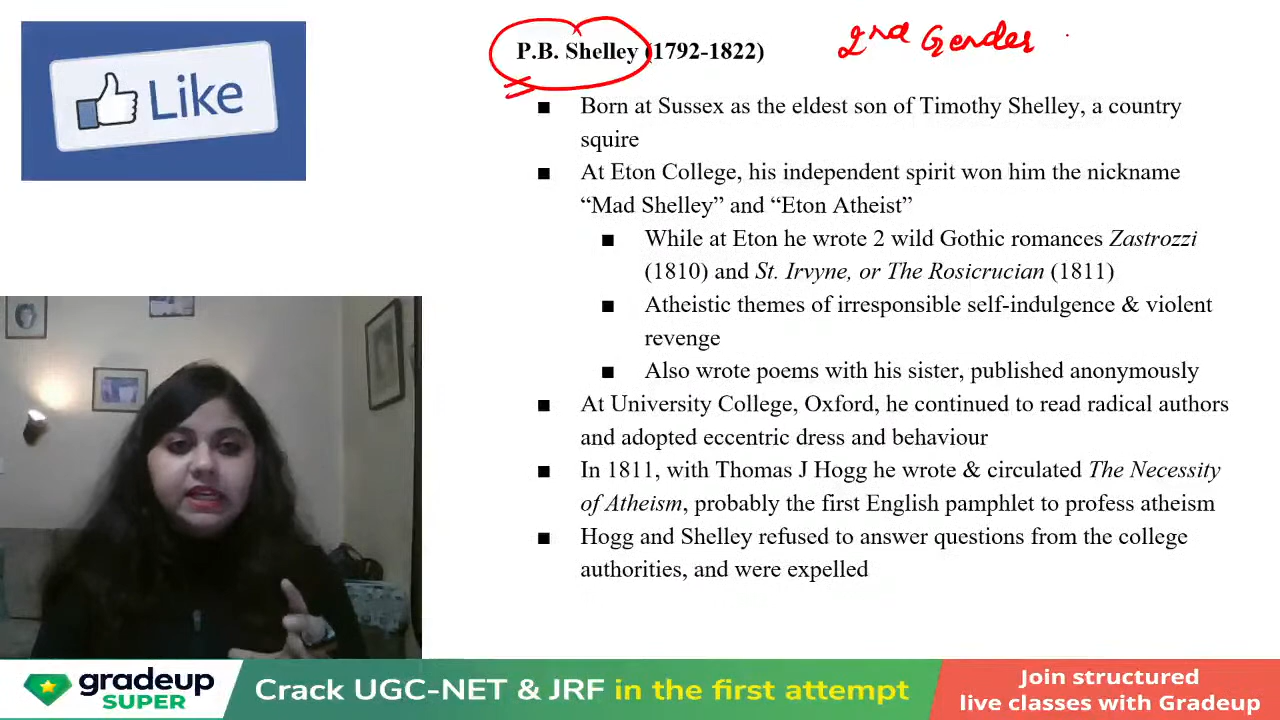 Like
P.B. Shelley (1792-1822)
2nd Gender
■ Born at Sussex as the eldest son of Timothy Shelley, a country
squire
■ At Eton College, his independent spirit won him the nickname
“Mad Shelley” and “Eton Atheist”
■ While at Eton he wrote 2 wild Gothic romances Zastrozzi
(1810) and St. Irvyne, or The Rosicrucian (1811)
■ Atheistic themes of irresponsible self-indulgence & violent
revenge
■ Also wrote poems with his sister, published anonymously
■ At University College, Oxford, he continued to read radical authors
and adopted eccentric dress and behaviour
■ In 1811, with Thomas J Hogg he wrote & circulated The Necessity
of Atheism, probably the first English pamphlet to profess atheism
■ Hogg and Shelley refused to answer questions from the college
authorities, and were expelled
gradeup
SUPER
Crack UGC-NET & JRF in the first attempt
Join structured
live classes with Gradeup